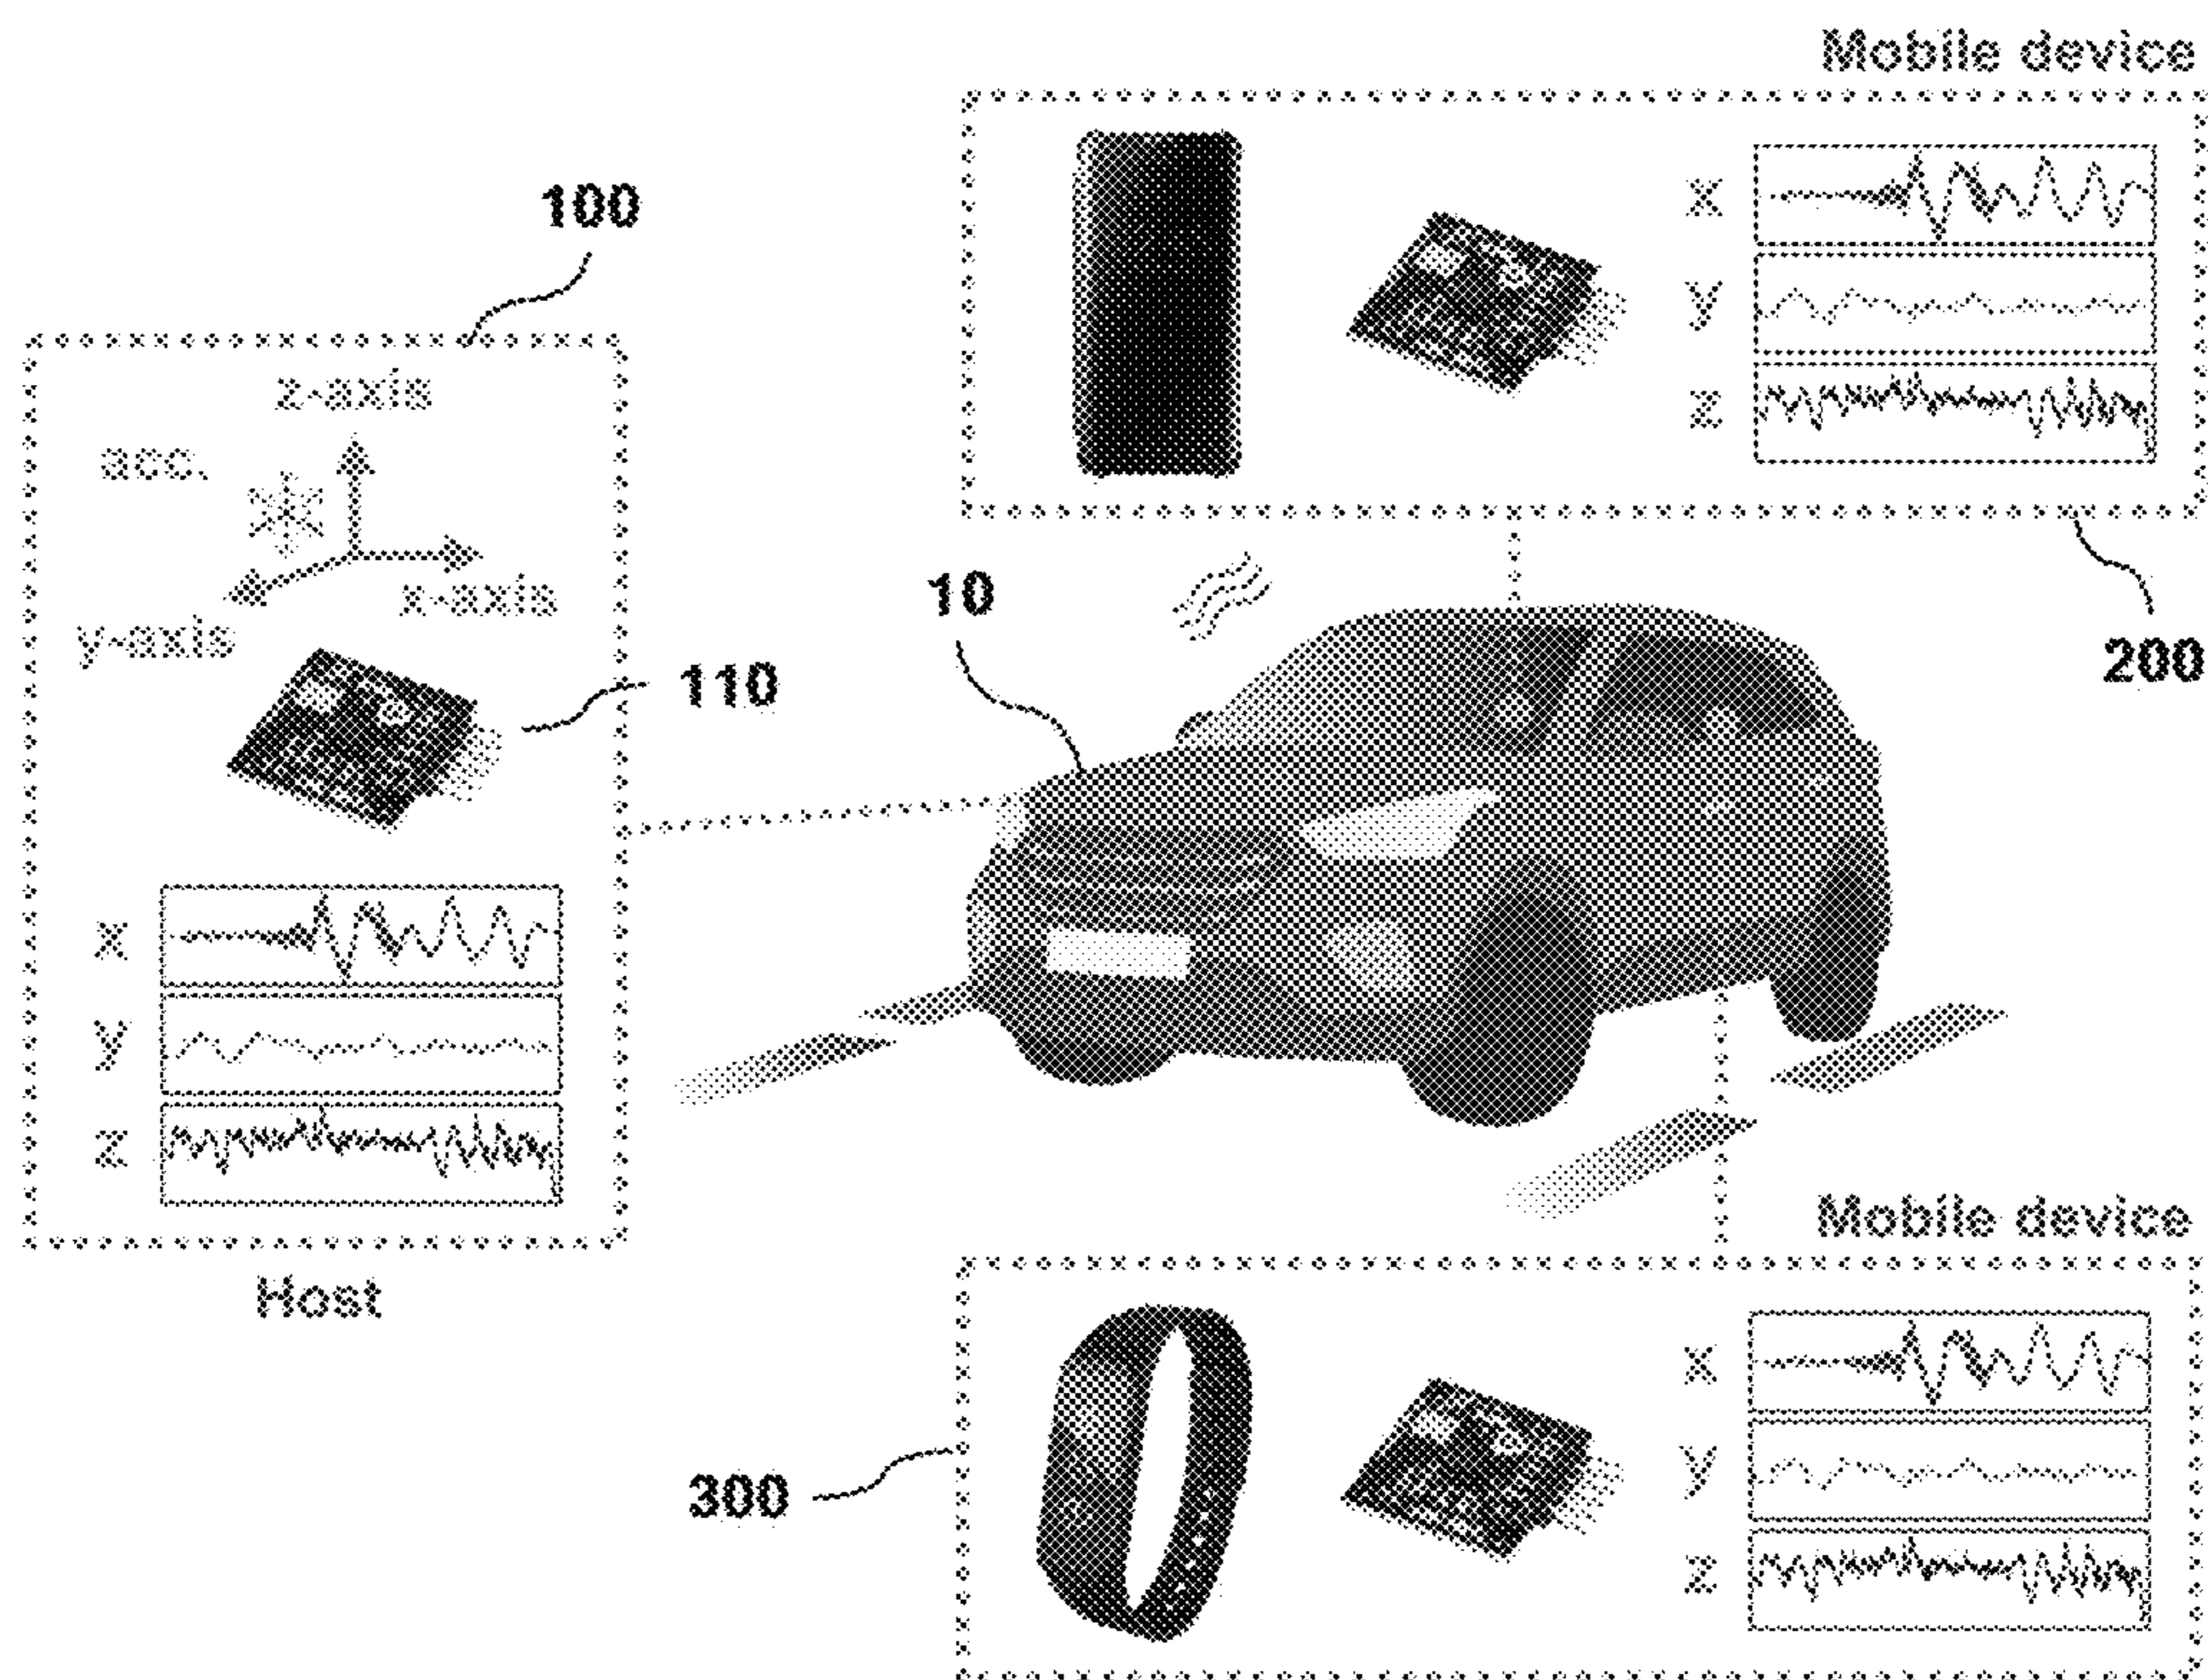 Mobile device
x
y
z
200
100
z-axis
acc.
x-axis
y-axis
110
x
y
z
Host
10
Mobile device
x
y
z
300